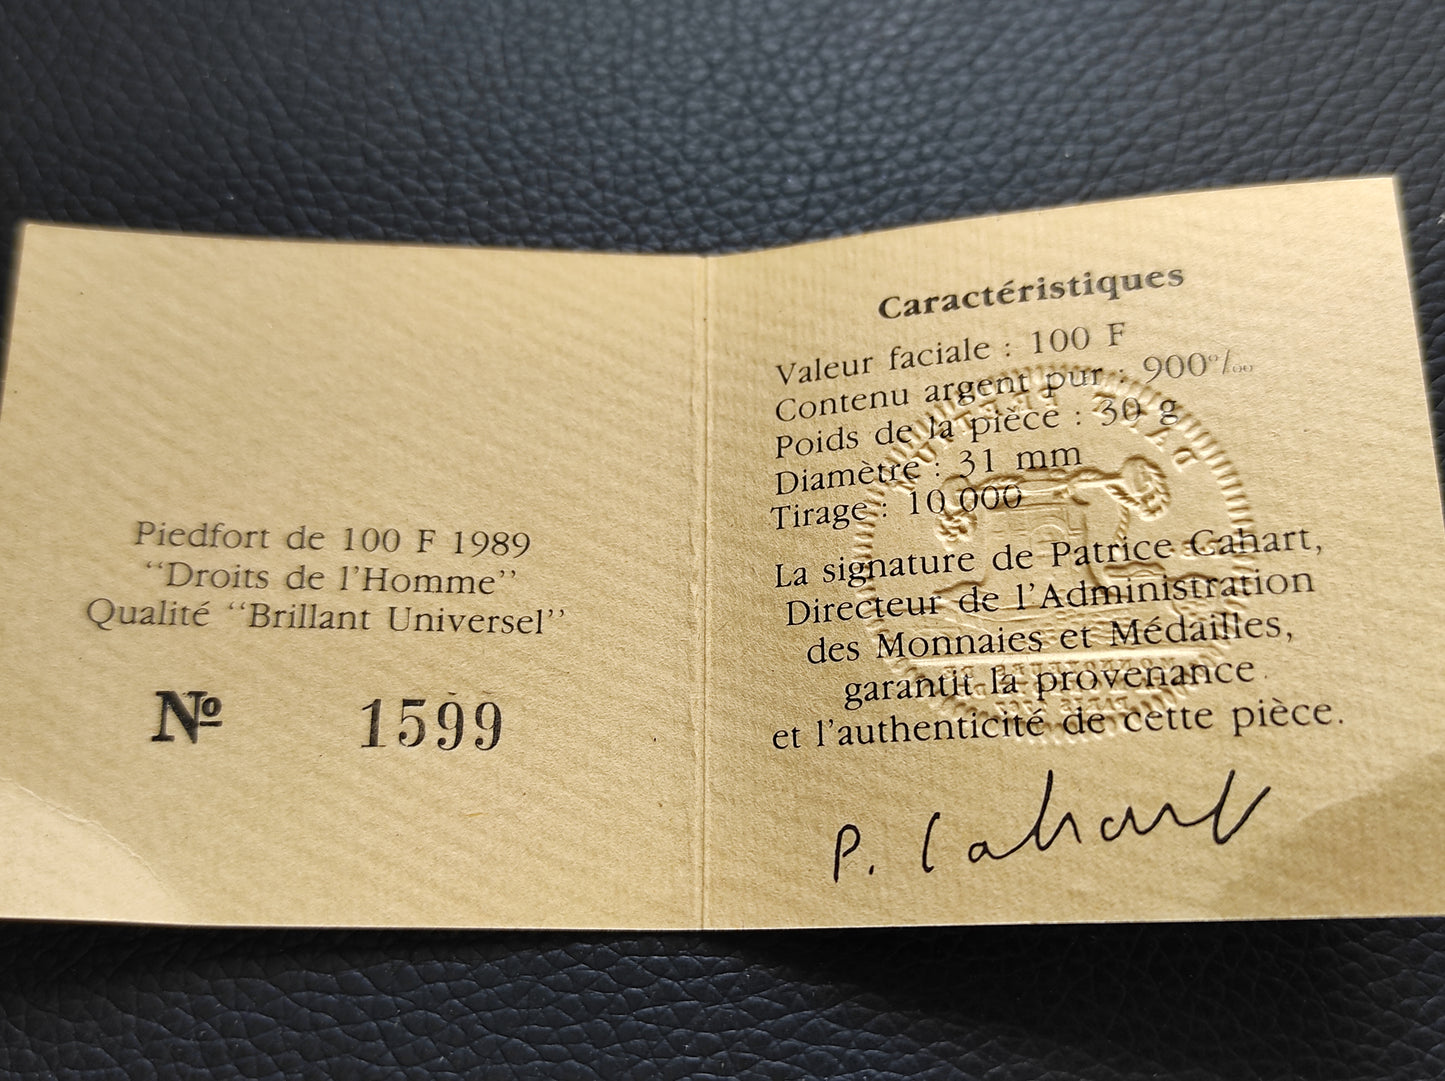 Piedfort de 100 F 1989
“Droits de l’Homme”
Qualité “Brillant Universel”
Nº 1599
Caractéristiques
Valeur faciale : 100 F
Contenu argent pur : 900°/₀₀
Poids de la pièce : 30 g
Diamètre : 31 mm
Tirage : 10 000
La signature de Patrice Cahart,
Directeur de l’Administration
des Monnaies et Médailles,
garantit la provenance
et l’authenticité de cette pièce.
P. Cahart